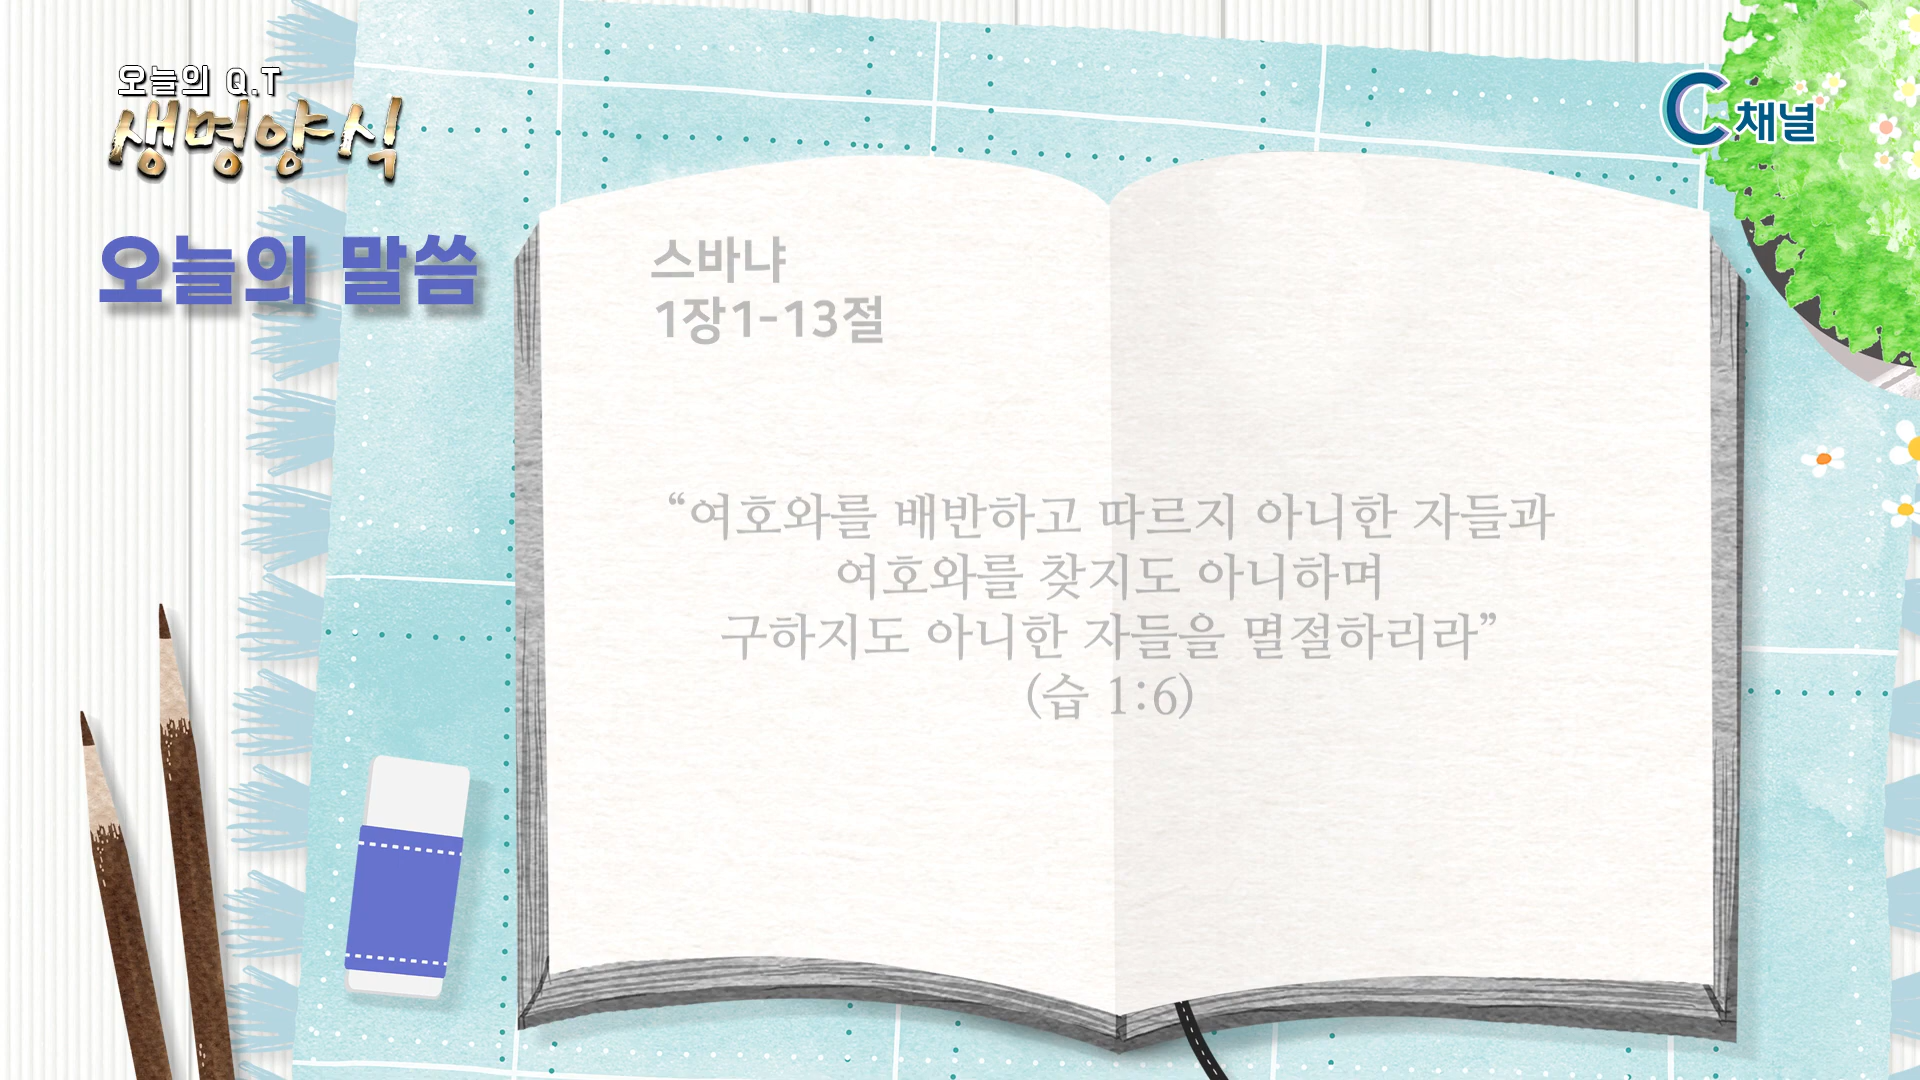 오늘의 Q.T
생명양식
C채널
오늘의 말씀
스바냐
1장1-13절
“여호와를 배반하고 따르지 아니한 자들과
여호와를 찾지도 아니하며
구하지도 아니한 자들을 멸절하리라”
(습 1:6)